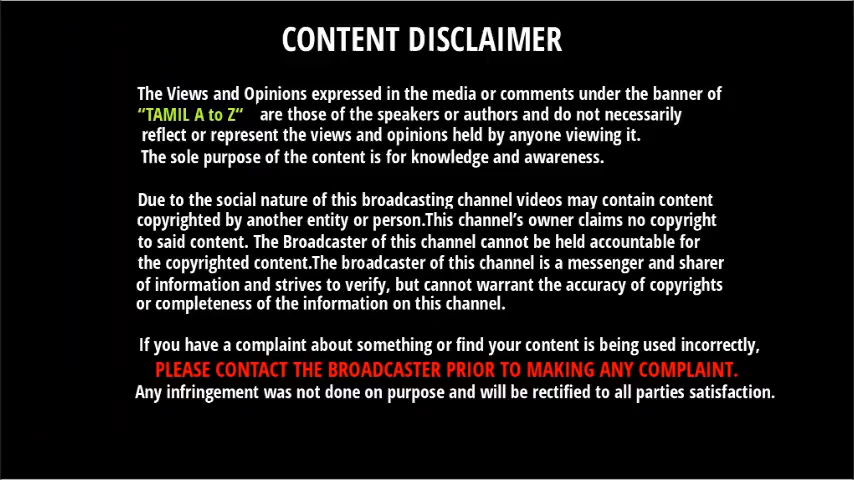 CONTENT DISCLAIMER
The Views and Opinions expressed in the media or comments under the banner of
“TAMIL A to Z“ are those of the speakers or authors and do not necessarily
reflect or represent the views and opinions held by anyone viewing it.
The sole purpose of the content is for knowledge and awareness.
Due to the social nature of this broadcasting channel videos may contain content
copyrighted by another entity or person.This channel’s owner claims no copyright
to said content. The Broadcaster of this channel cannot be held accountable for
the copyrighted content.The broadcaster of this channel is a messenger and sharer
of information and strives to verify, but cannot warrant the accuracy of copyrights
or completeness of the information on this channel.
If you have a complaint about something or find your content is being used incorrectly,
PLEASE CONTACT THE BROADCASTER PRIOR TO MAKING ANY COMPLAINT.
Any infringement was not done on purpose and will be rectified to all parties satisfaction.